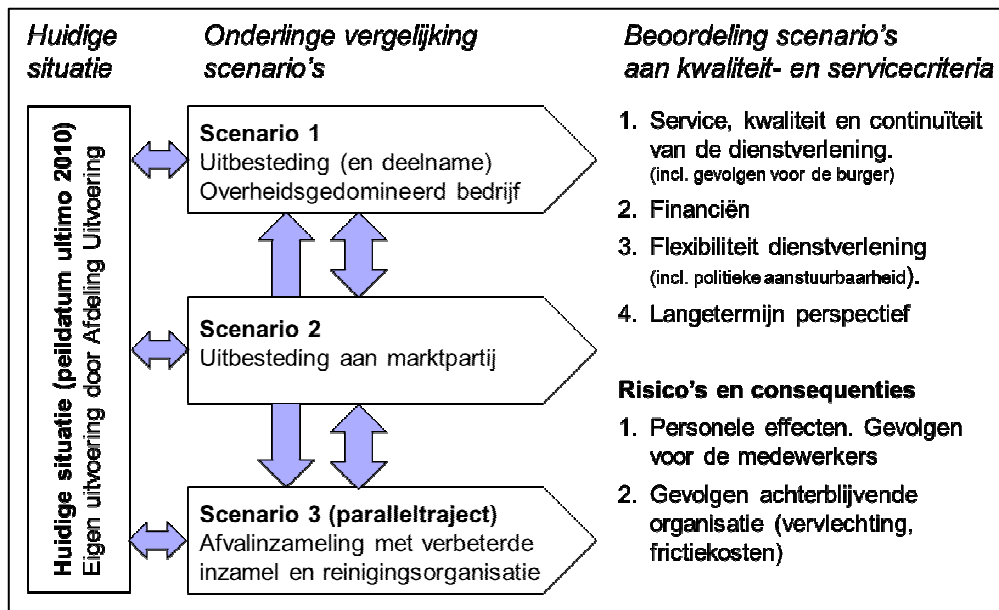 Huidige
situatie
Onderlinge vergelijking
scenario's
Beoordeling scenario's
aan kwaliteit- en servicecriteria
Huidige situatie (peildatum ultimo 2010)
Eigen uitvoering door Afdeling Uitvoering
Scenario 1
Uitbesteding (en deelname)
Overheidsgedomineerd bedrijf
Scenario 2
Uitbesteding aan marktpartij
Scenario 3 (paralleltraject)
Afvalinzameling met verbeterde
inzamel en reinigingsorganisatie
1. Service, kwaliteit en continuïteit
van de dienstverlening.
(incl. gevolgen voor de burger)
2. Financiën
3. Flexibiliteit dienstverlening
(incl. politieke aanstuurbaarheid).
4. Langetermijn perspectief
Risico's en consequenties
1. Personele effecten. Gevolgen
voor de medewerkers
2. Gevolgen achterblijvende
organisatie (vervlechting,
frictiekosten)